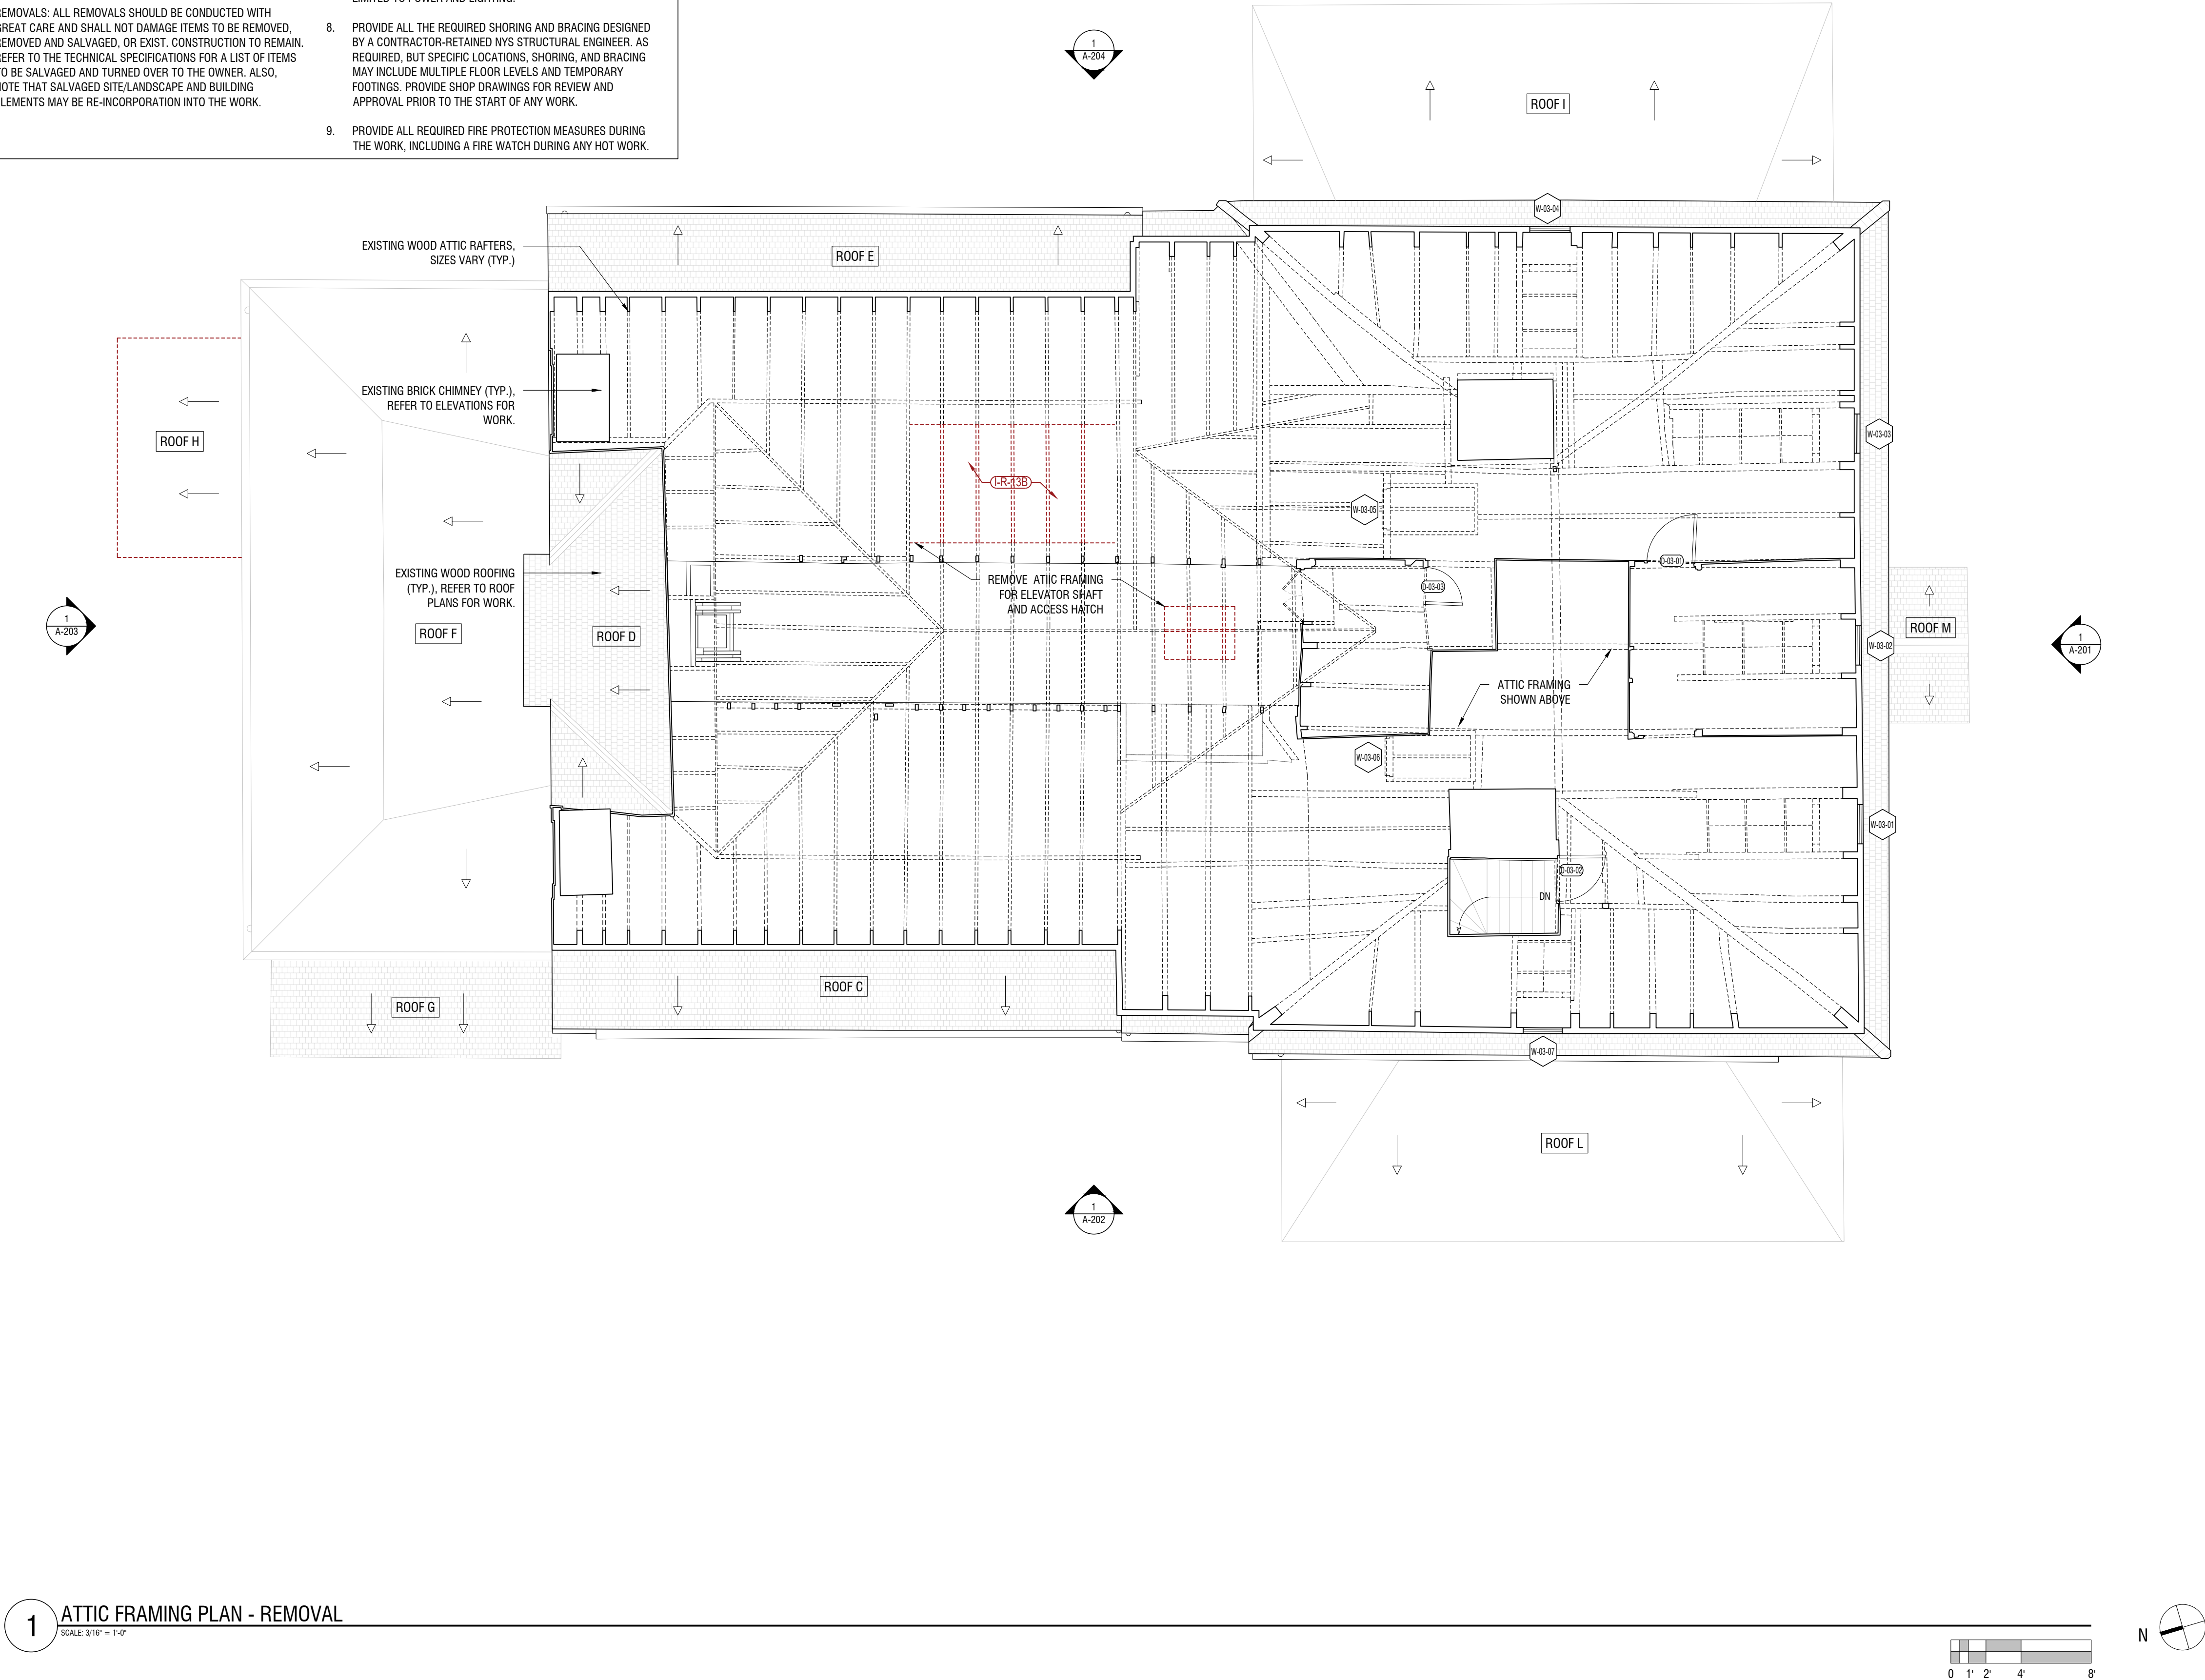 REMOVALS: ALL REMOVALS SHOULD BE CONDUCTED WITH
GREAT CARE AND SHALL NOT DAMAGE ITEMS TO BE REMOVED,
REMOVED AND SALVAGED, OR EXIST. CONSTRUCTION TO REMAIN.
REFER TO THE TECHNICAL SPECIFICATIONS FOR A LIST OF ITEMS
TO BE SALVAGED AND TURNED OVER TO THE OWNER. ALSO,
NOTE THAT SALVAGED SITE/LANDSCAPE AND BUILDING
ELEMENTS MAY BE RE-INCORPORATION INTO THE WORK.
LIMITED TO POWER AND LIGHTING.
8. PROVIDE ALL THE REQUIRED SHORING AND BRACING DESIGNED
BY A CONTRACTOR-RETAINED NYS STRUCTURAL ENGINEER. AS
REQUIRED, BUT SPECIFIC LOCATIONS, SHORING, AND BRACING
MAY INCLUDE MULTIPLE FLOOR LEVELS AND TEMPORARY
FOOTINGS. PROVIDE SHOP DRAWINGS FOR REVIEW AND
APPROVAL PRIOR TO THE START OF ANY WORK.
9. PROVIDE ALL REQUIRED FIRE PROTECTION MEASURES DURING
THE WORK, INCLUDING A FIRE WATCH DURING ANY HOT WORK.
1
A-204
ROOF I
W-03-04
EXISTING WOOD ATTIC RAFTERS,
SIZES VARY (TYP.)
ROOF E
EXISTING BRICK CHIMNEY (TYP.),
REFER TO ELEVATIONS FOR
WORK.
ROOF H
W-03-03
I-R-13B
W-03-05
EXISTING WOOD ROOFING
(TYP.), REFER TO ROOF
PLANS FOR WORK.
REMOVE ATIIC FRAMING
FOR ELEVATOR SHAFT
AND ACCESS HATCH
D-03-01
D-03-03
1
A-203
ROOF F
ROOF D
ROOF M
W-03-02
1
A-201
ATTIC FRAMING
SHOWN ABOVE
W-03-06
W-03-01
D-03-02
DN
ROOF C
ROOF G
W-03-07
ROOF L
1
A-202
1
ATTIC FRAMING PLAN - REMOVAL
SCALE: 3/16" = 1'-0"
N
0 1' 2' 4' 8'